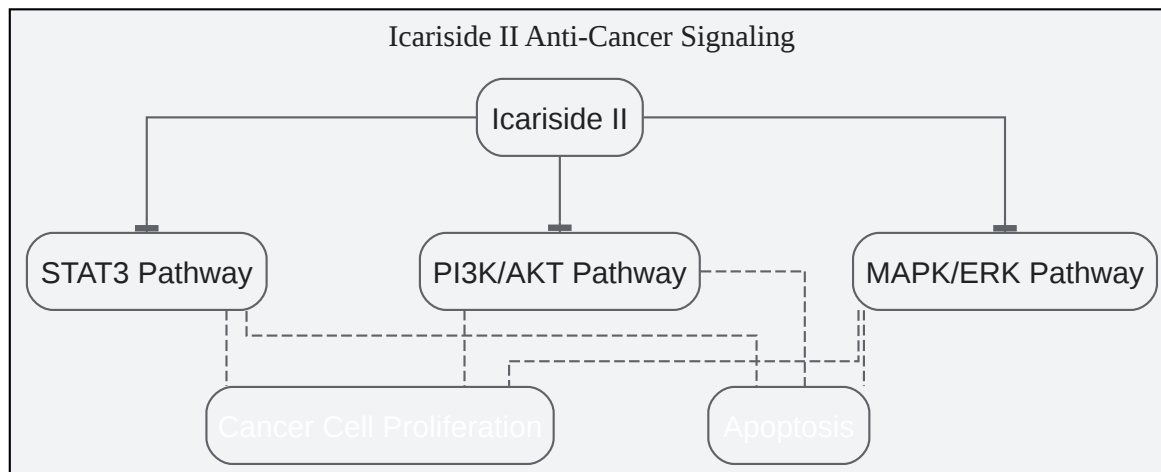 Icariside II Anti-Cancer Signaling
Icariside II
STAT3 Pathway
PI3K/AKT Pathway
MAPK/ERK Pathway
Cancer Cell Proliferation
Apoptosis